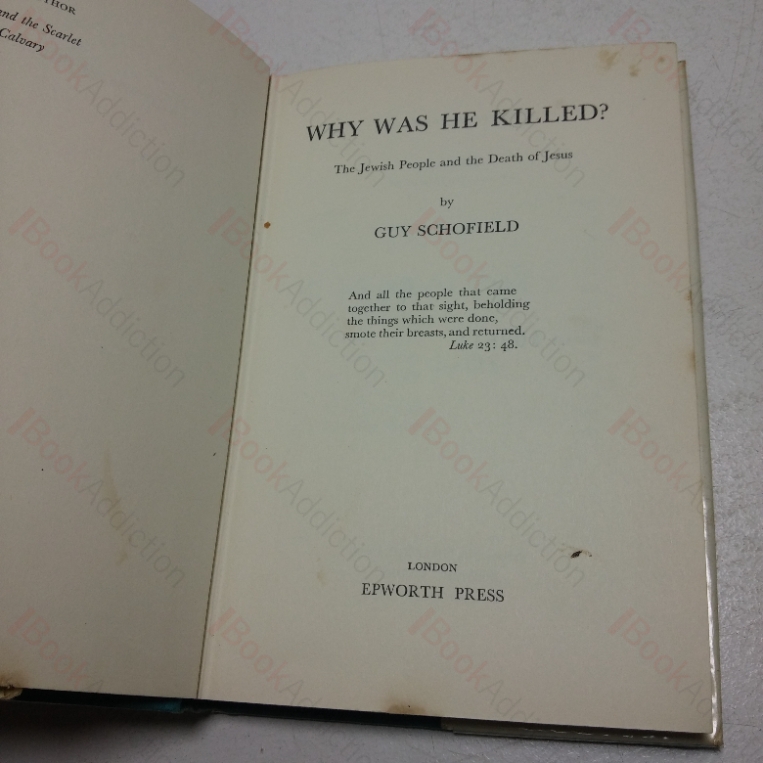 THOR
and the Scarlet
Calvary
WHY WAS HE KILLED?
The Jewish People and the Death of Jesus
by
GUY SCHOFIELD
And all the people that came
together to that sight, beholding
the things which were done,
smote their breasts, and returned.
Luke 23: 48.
LONDON
EPWORTH PRESS
BookAddiction